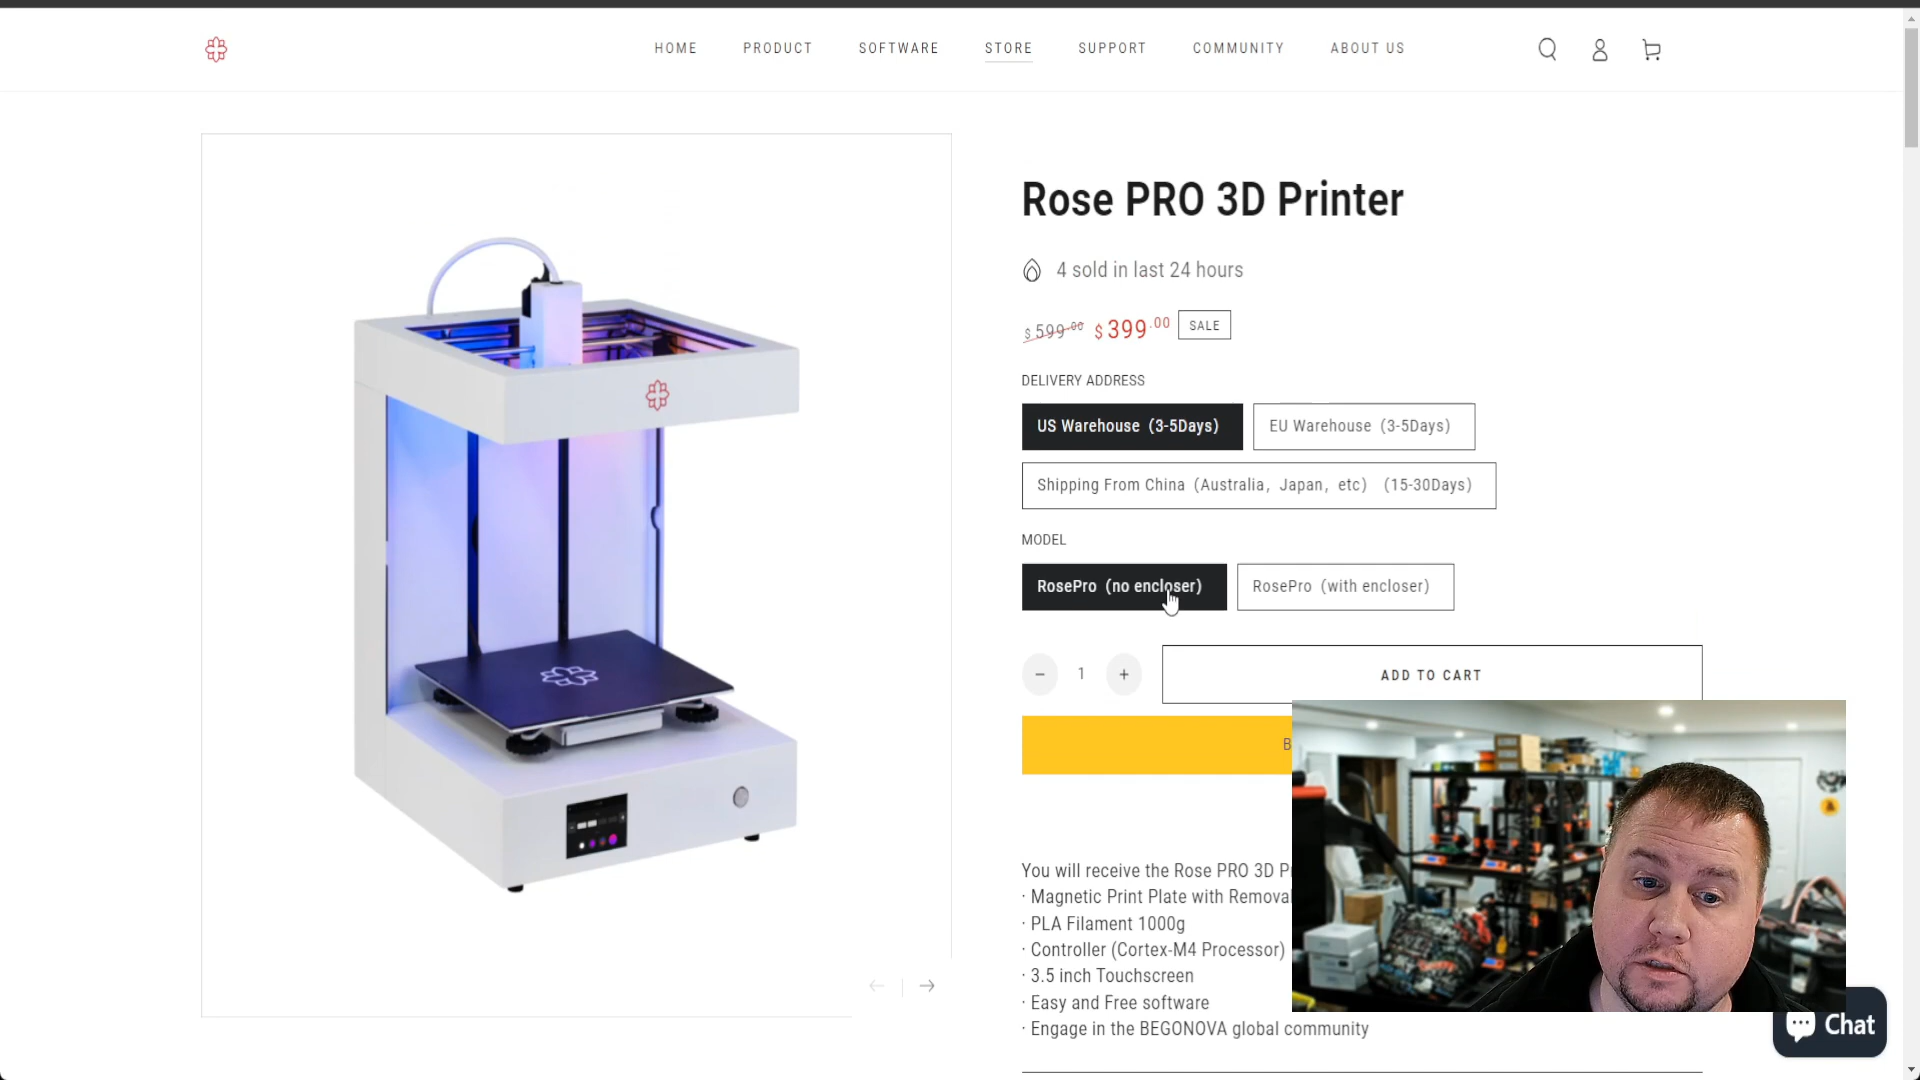 HOME PRODUCT SOFTWARE STORE SUPPORT COMMUNITY ABOUT US
Rose PRO 3D Printer
4 sold in last 24 hours
$599.00 $399.00 SALE
DELIVERY ADDRESS
US Warehouse (3-5Days) EU Warehouse (3-5Days)
Shipping From China (Australia, Japan, etc) (15-30Days)
MODEL
RosePro (no encloser) RosePro (with encloser)
− 1 + ADD TO CART
You will receive the Rose PRO 3D
· Magnetic Print Plate with
· PLA Filament 1000g
· Controller (Cortex-M4 Processor)
· 3.5 inch Touchscreen
· Easy and Free software
· Engage in the BEGONOVA global community
Chat